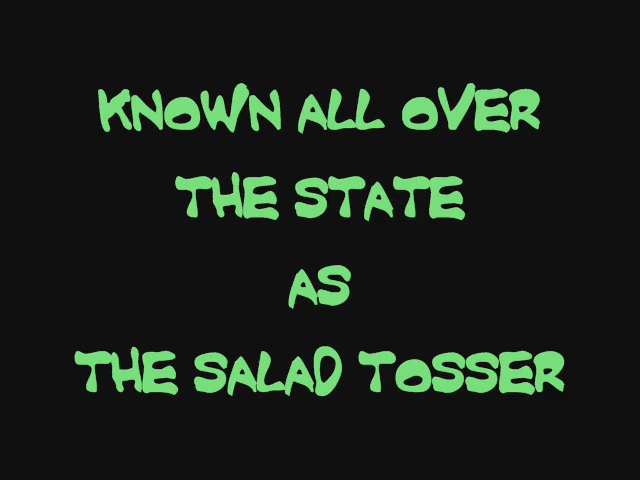 KNOWN ALL OVER
THE STATE
AS
THE SALAD TOSSER